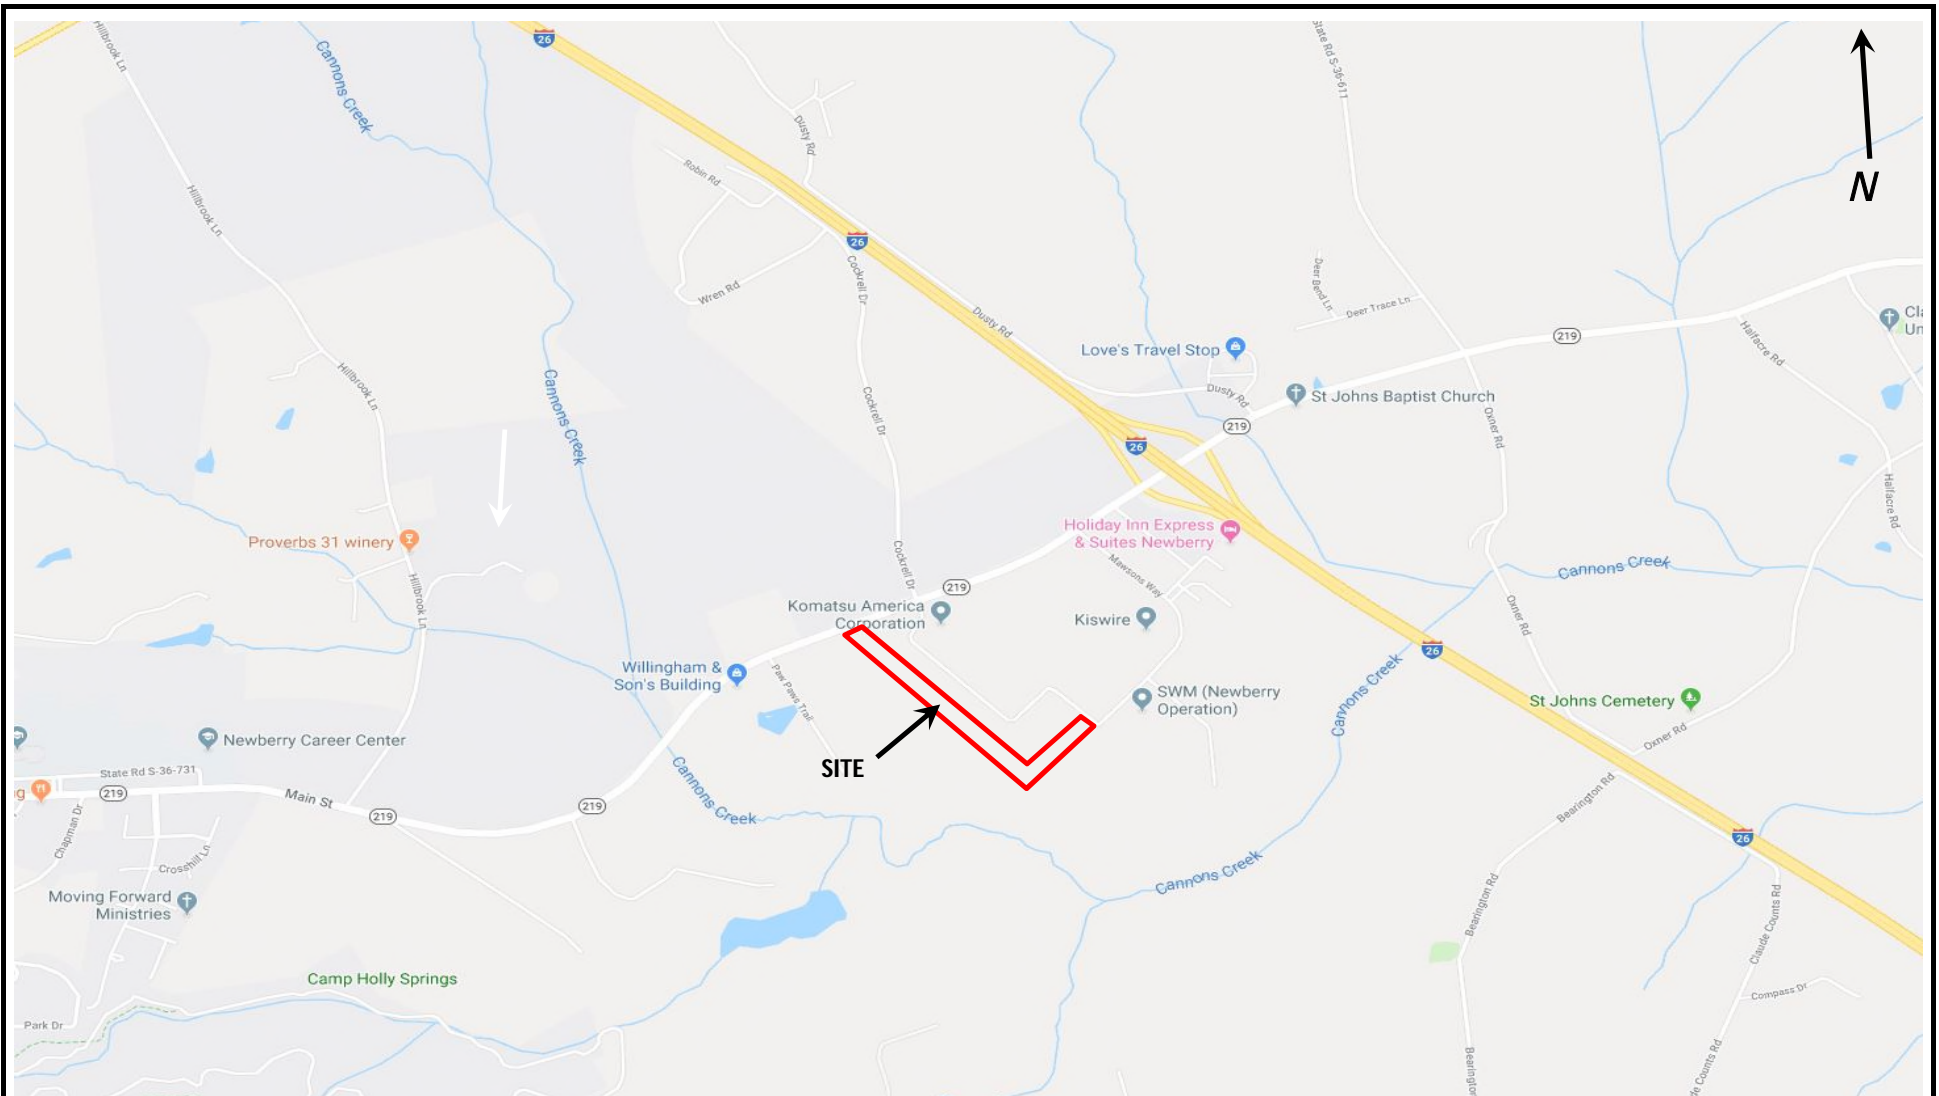 Hillbrook Ln
Cannons Creek
26
State Rd S-36-611
Dusty Rd
Robin Rd
N
Hillbrook Ln
26
Cockrell Dr
Wren Rd
Deer Bend Ln
Deer Trace Ln
Dusty Rd
219
Halfacre Rd
Love's Travel Stop
Hillbrook Ln
Cannons Creek
Cockrell Dr
Dusty Rd
St Johns Baptist Church
219
26
Oxner Rd
Halfacre Rd
Proverbs 31 winery
Holiday Inn Express
& Suites Newberry
Cockrell Dr
Mawsons Way
Cannons Creek
Hillbrook Ln
219
Komatsu America
Corporation
Kiswire
Oxner Rd
26
Willingham &
Son's Building
Paw Paws Trail
Cannons Creek
SWM (Newberry
Operation)
St Johns Cemetery
SITE
Oxner Rd
Newberry Career Center
State Rd S-36-731
219
Main St
219
219
Cannons Creek
Bearington Rd
26
Chapman Dr
Crosshill Ln
Cannons Creek
Moving Forward
Ministries
Bearington Rd
Claude Counts Rd
Camp Holly Springs
Compass Dr
Park Dr